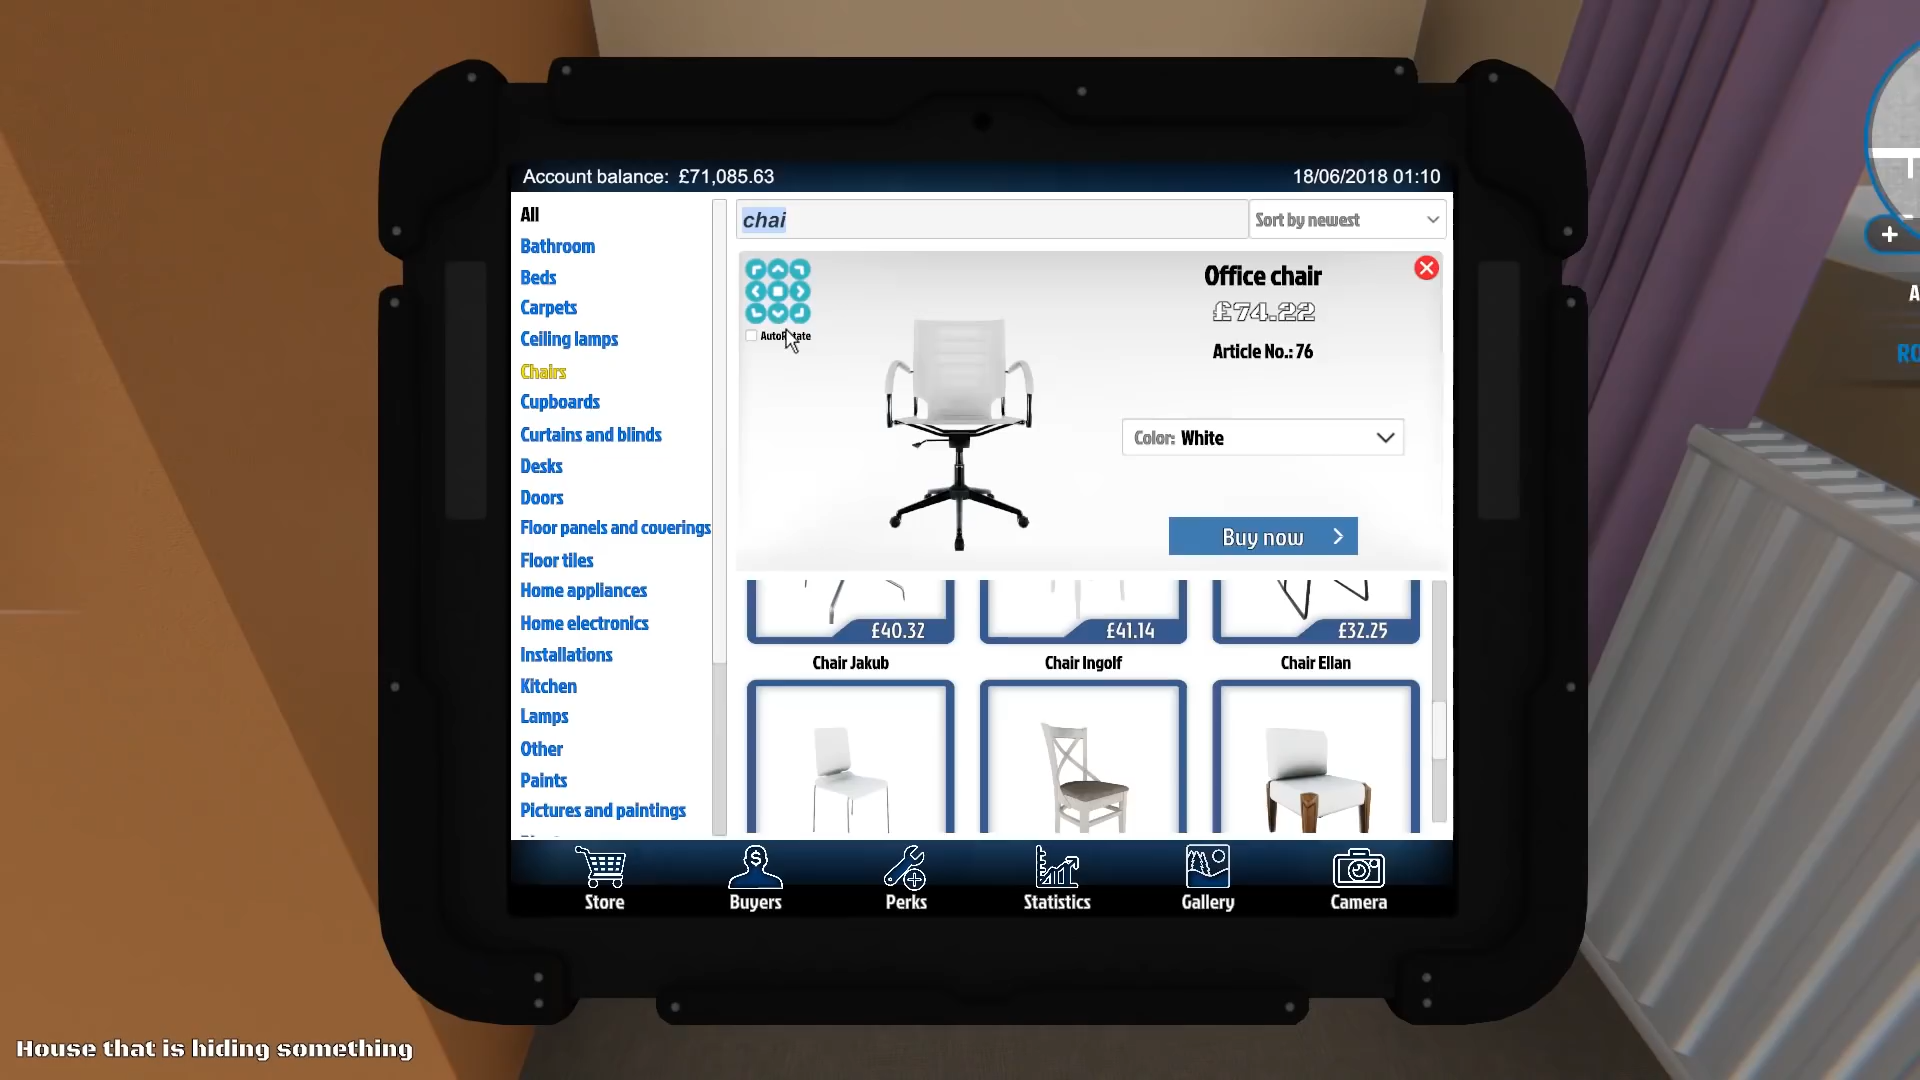 Account balance: £71,085.63
18/06/2018 01:10
All
Bathroom
Beds
Carpets
Ceiling lamps
Chairs
Cupboards
Curtains and blinds
Desks
Doors
Floor panels and coverings
Floor tiles
Home appliances
Home electronics
Installations
Kitchen
Lamps
Other
Paints
Pictures and paintings
chai
Sort by newest
Office chair
£74.22
Article No.: 76
Color: White
Buy now
£40.32
£41.14
£32.25
Chair Jakub
Chair Ingolf
Chair Ellan
Store
Buyers
Perks
Statistics
Gallery
Camera
House that is hiding something